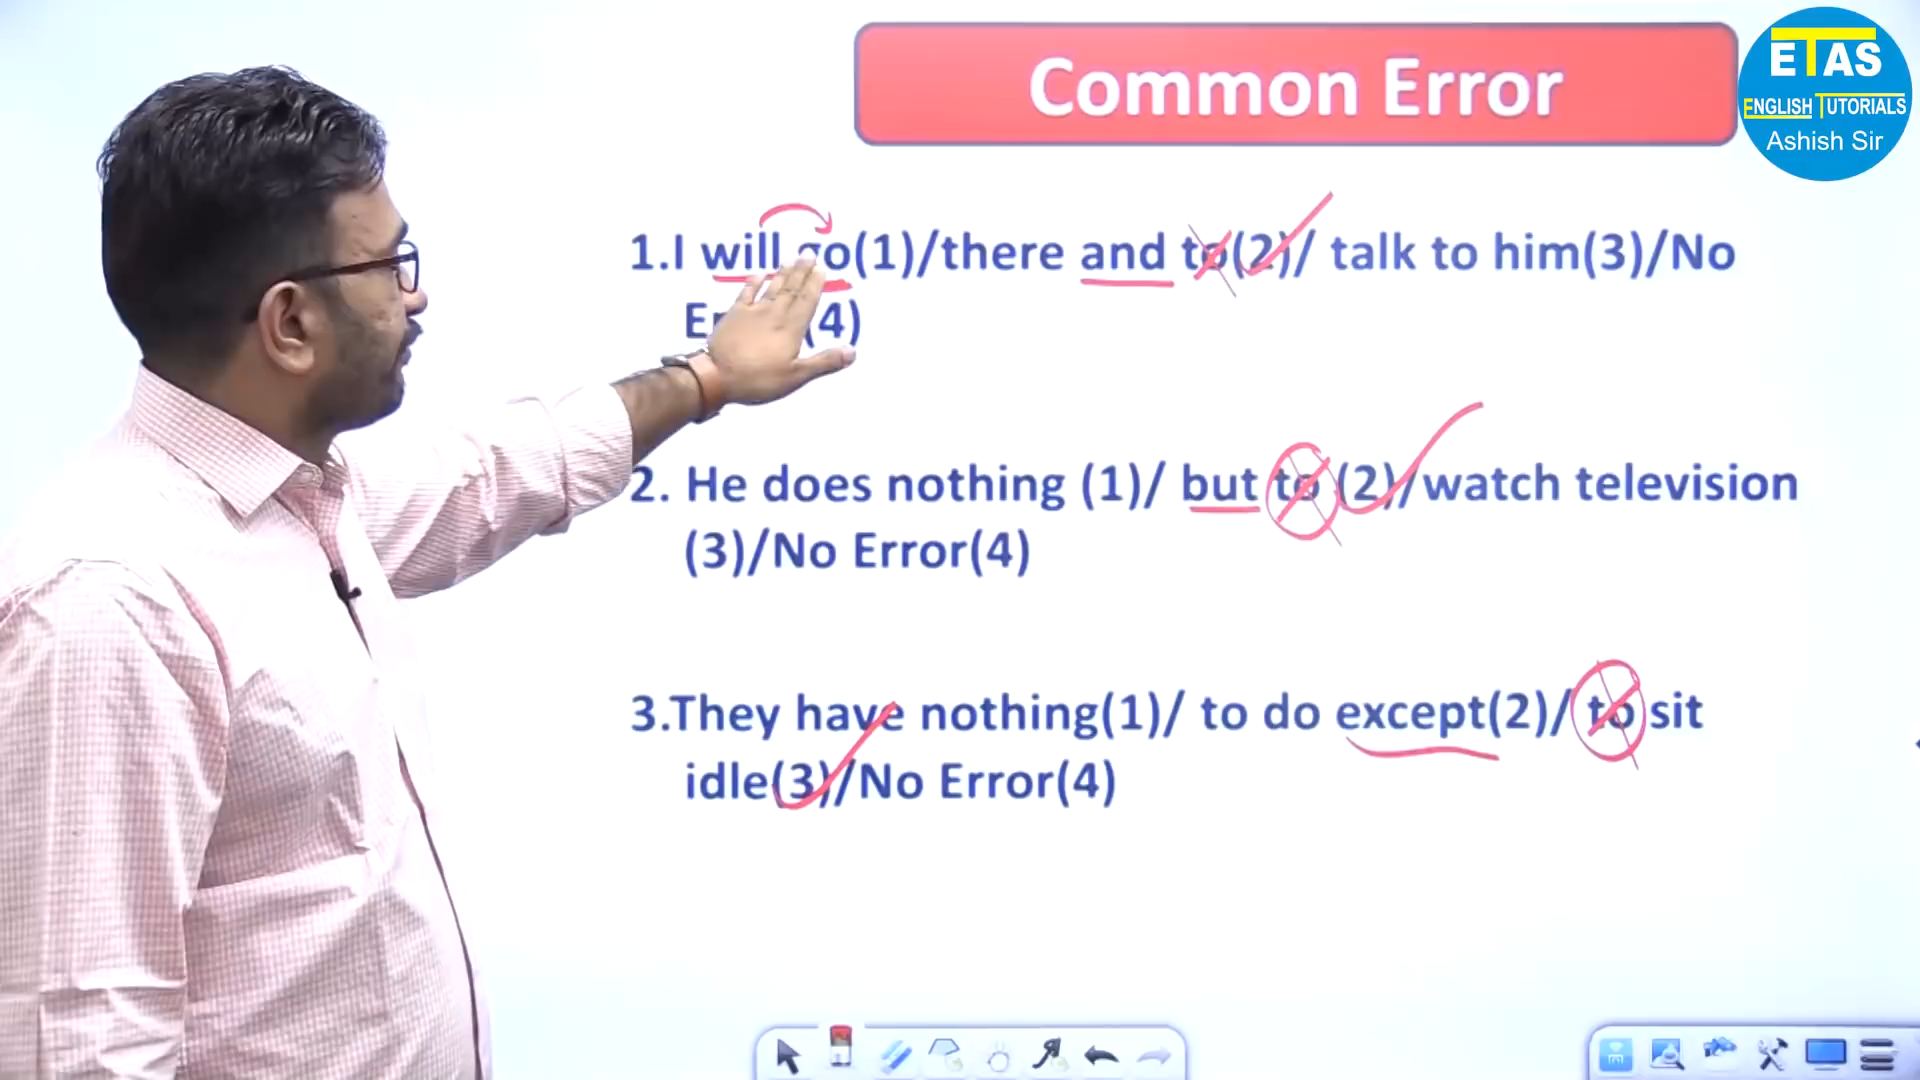 Common Error
ETAS
ENGLISH TUTORIALS
Ashish Sir
1.I will go(1)/there and to(2)/ talk to him(3)/No
(4)
2. He does nothing (1)/ but to (2)/watch television
(3)/No Error(4)
3.They have nothing(1)/ to do except(2)/ to sit
idle(3)/No Error(4)